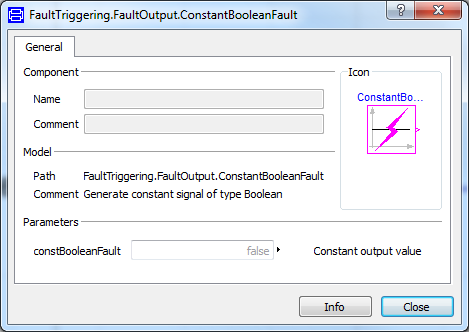 FaultTriggering.FaultOutput.ConstantBooleanFault
General
Component
Icon
Name
ConstantBo...
Comment
Model
Path FaultTriggering.FaultOutput.ConstantBooleanFault
Comment Generate constant signal of type Boolean
Parameters
constBooleanFault false Constant output value
Info Close